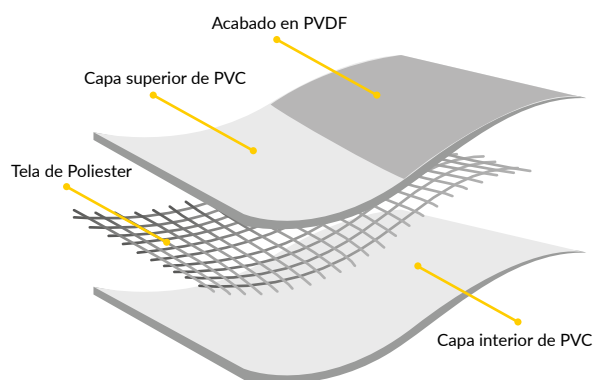 Acabado en PVDF
Capa superior de PVC
Tela de Poliester
Capa interior de PVC